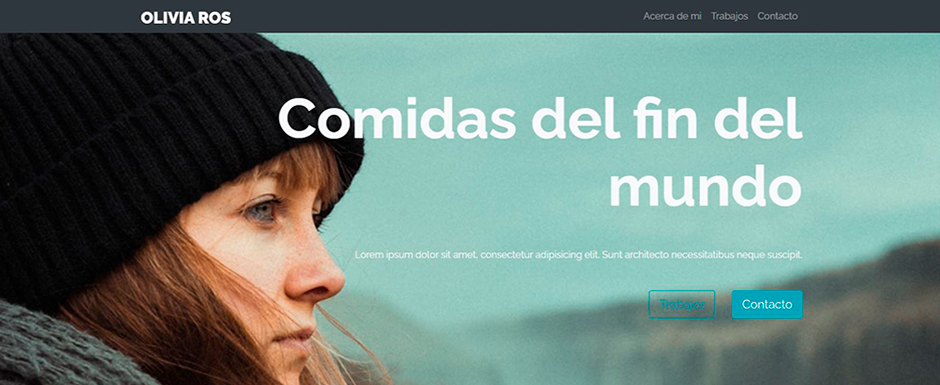 OLIVIA ROS
Acerca de mi Trabajos Contacto
Comidas del fin del
mundo
Lorem ipsum dolor sit amet, consectetur adipisicing elit. Sunt architecto necessitatibus neque suscipit.
Trabajos Contacto